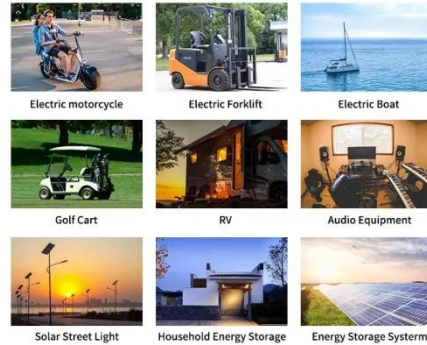 Electric motorcycle
Electric Forklift
Electric Boat
Golf Cart
RV
Audio Equipment
Solar Street Light
Household Energy Storage
Energy Storage Systerm